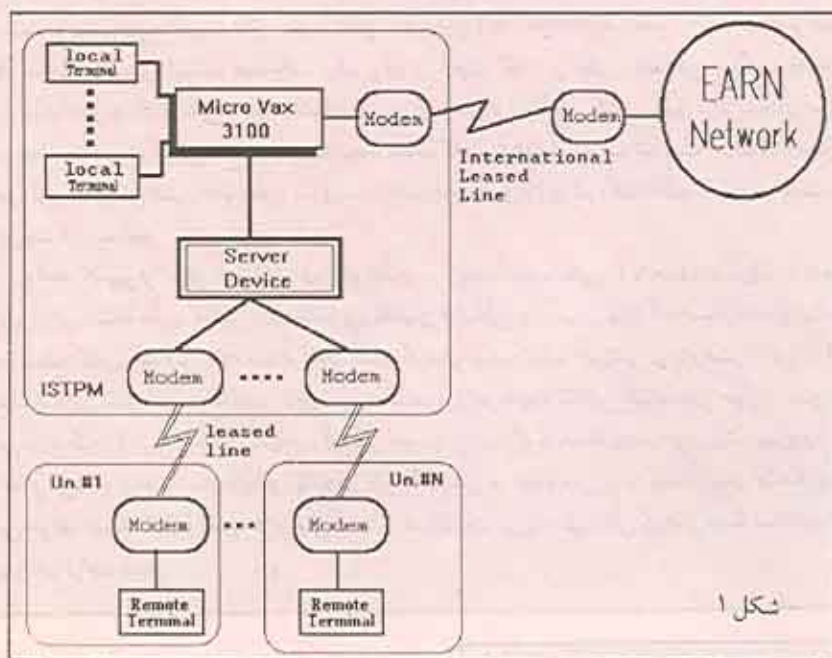 local
Terminal
Micro Vax
3100
Modem
Modem
EARN
Network
local
Terminal
International
Leased
Line
Server
Device
Modem
Modem
ISTPM
leased
line
Un.#1
Un.#N
Modem
Modem
Remote
Terminal
Remote
Terminal
شکل ۱